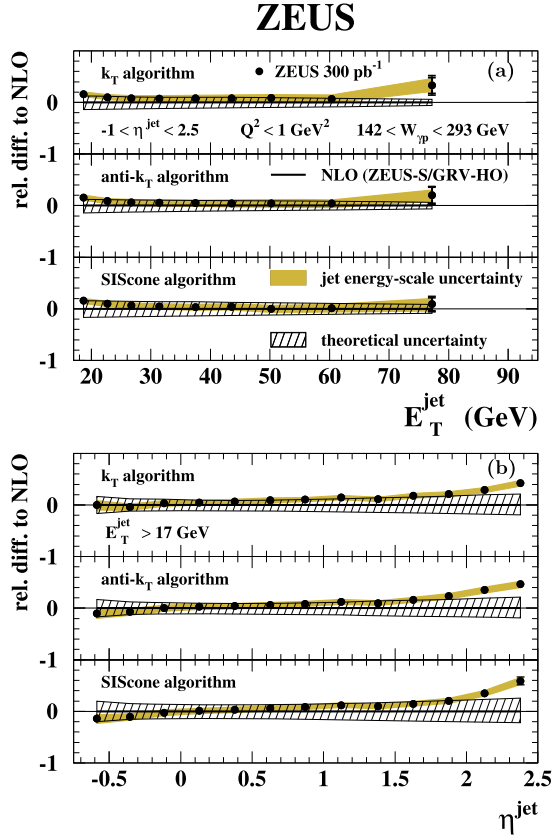 ZEUS
rel. diff. to NLO
k_T algorithm
ZEUS 300 pb^-1
(a)
0
-1 < η^jet < 2.5
Q^2 < 1 GeV^2
142 < W_γp < 293 GeV
-1
anti-k_T algorithm
NLO (ZEUS-S/GRV-HO)
0
-1
SIScone algorithm
jet energy-scale uncertainty
0
theoretical uncertainty
-1
20 30 40 50 60 70 80 90
E_T^jet (GeV)
rel. diff. to NLO
k_T algorithm
(b)
0
E_T^jet > 17 GeV
-1
anti-k_T algorithm
0
-1
SIScone algorithm
0
-1
-0.5 0 0.5 1 1.5 2 2.5
η^jet